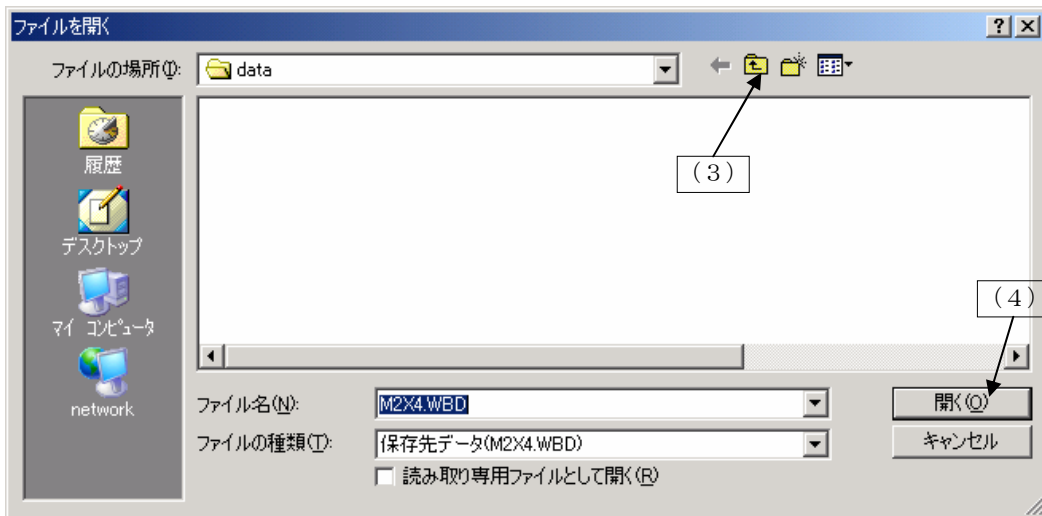 ファイルを開く
ファイルの場所(I):
data
(3)
履歴
デスクトップ
マイ コンピュータ
network
(4)
ファイル名(N):
M2X4.WBD
開く(O)
ファイルの種類(T):
保存先データ(M2X4.WBD)
キャンセル
読み取り専用ファイルとして開く(R)